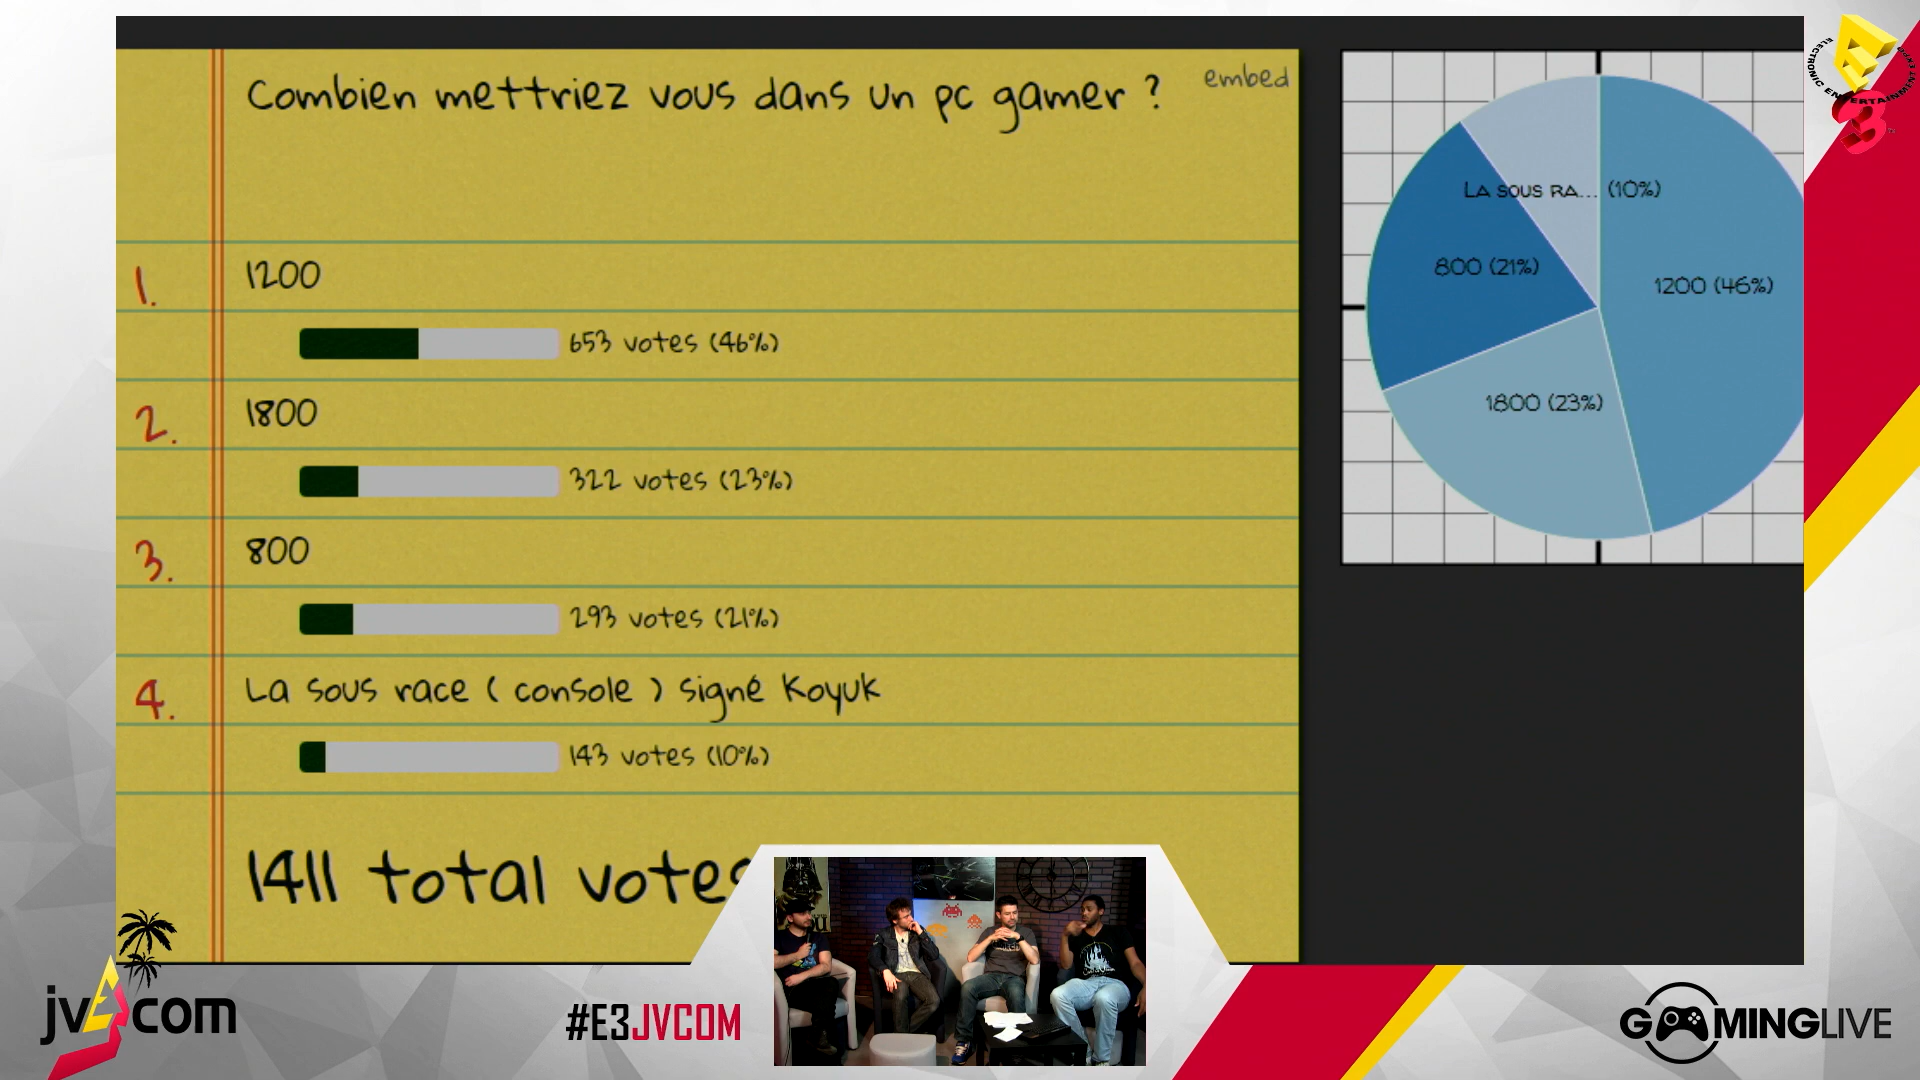 Combien mettriez vous dans un pc gamer ?
embed
1.
1200
653 votes (46%)
2.
1800
322 votes (23%)
3.
800
293 votes (21%)
4.
La sous race ( console ) signé Koyuk
143 votes (10%)
1411 total votes
La sous ra... (10%)
800 (21%)
1200 (46%)
1800 (23%)
E3
jv.com
#E3JVCOM
GAMINGLIVE